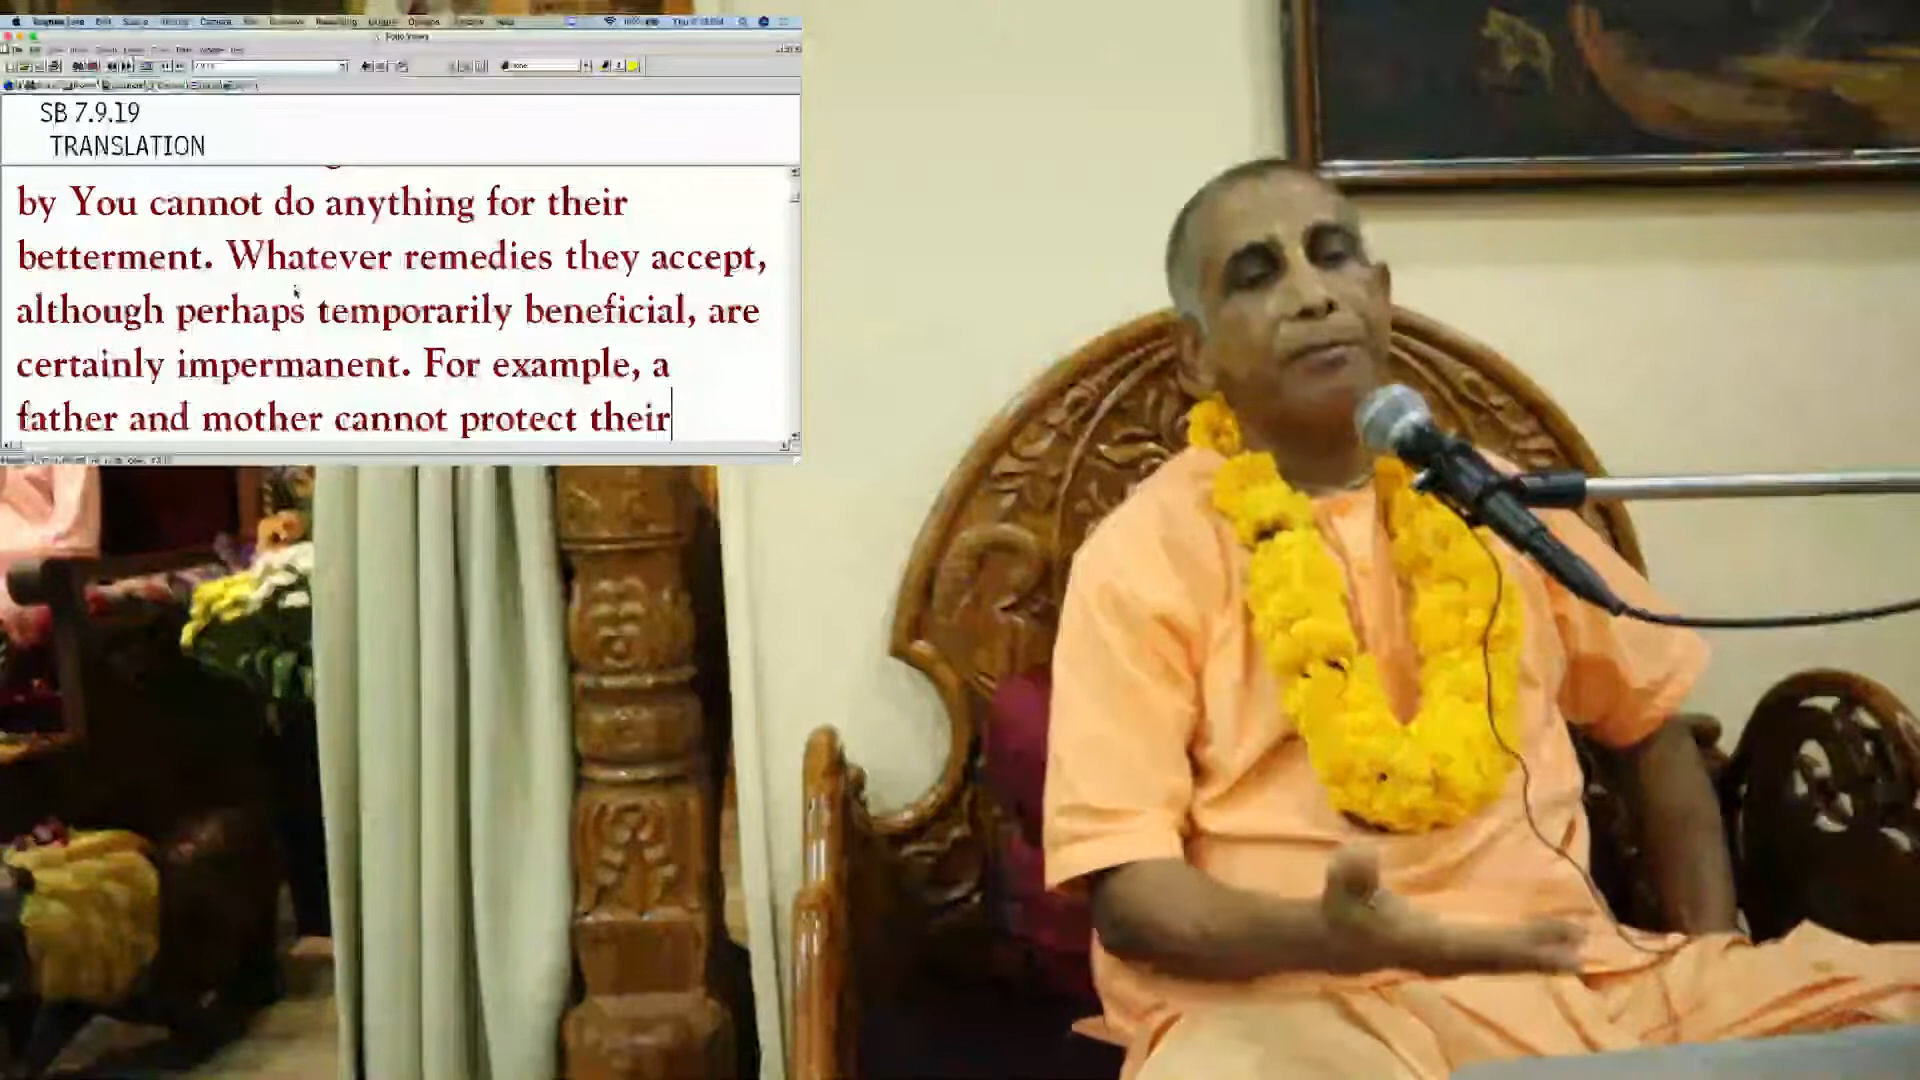 SB 7.9.19
TRANSLATION
by You cannot do anything for their
betterment. Whatever remedies they accept,
although perhaps temporarily beneficial, are
certainly impermanent. For example, a
father and mother cannot protect their